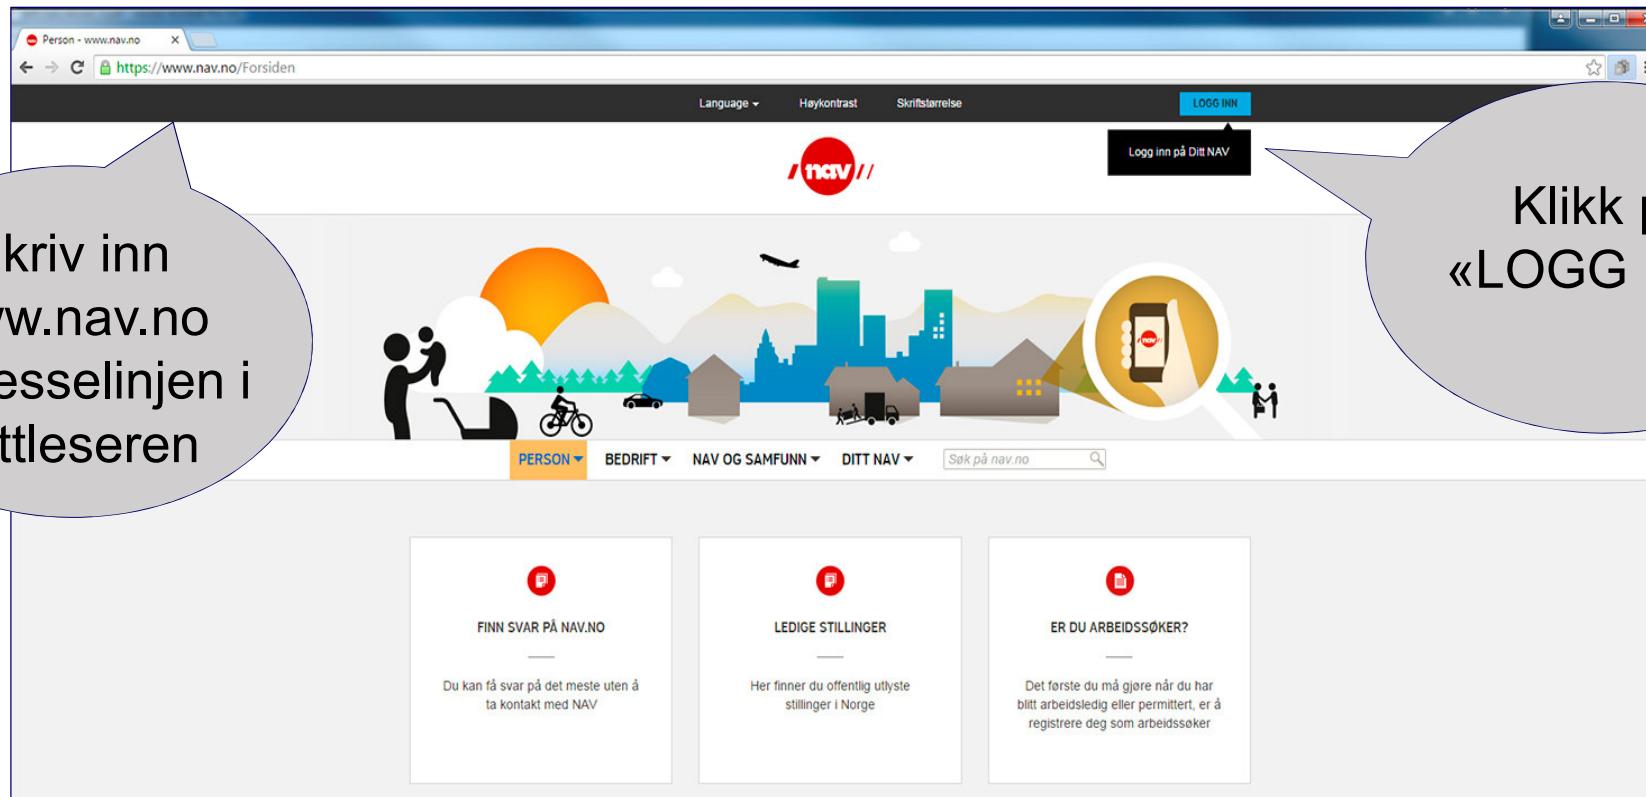 Person - www.nav.no
https://www.nav.no/Forsiden
Language Høykontrast Skriftstørrelse LOGG INN
Logg inn på Ditt NAV
nav
kriv inn
w.nav.no
esselinjen i
ttleseren
Klikk p
«LOGG
nav
PERSON BEDRIFT NAV OG SAMFUNN DITT NAV Søk på nav.no
FINN SVAR PÅ NAV.NO
Du kan få svar på det meste uten å
ta kontakt med NAV
LEDIGE STILLINGER
Her finner du offentlig utlyste
stillinger i Norge
ER DU ARBEIDSSØKER?
Det første du må gjøre når du har
blitt arbeidsledig eller permittert, er å
registrere deg som arbeidssøker